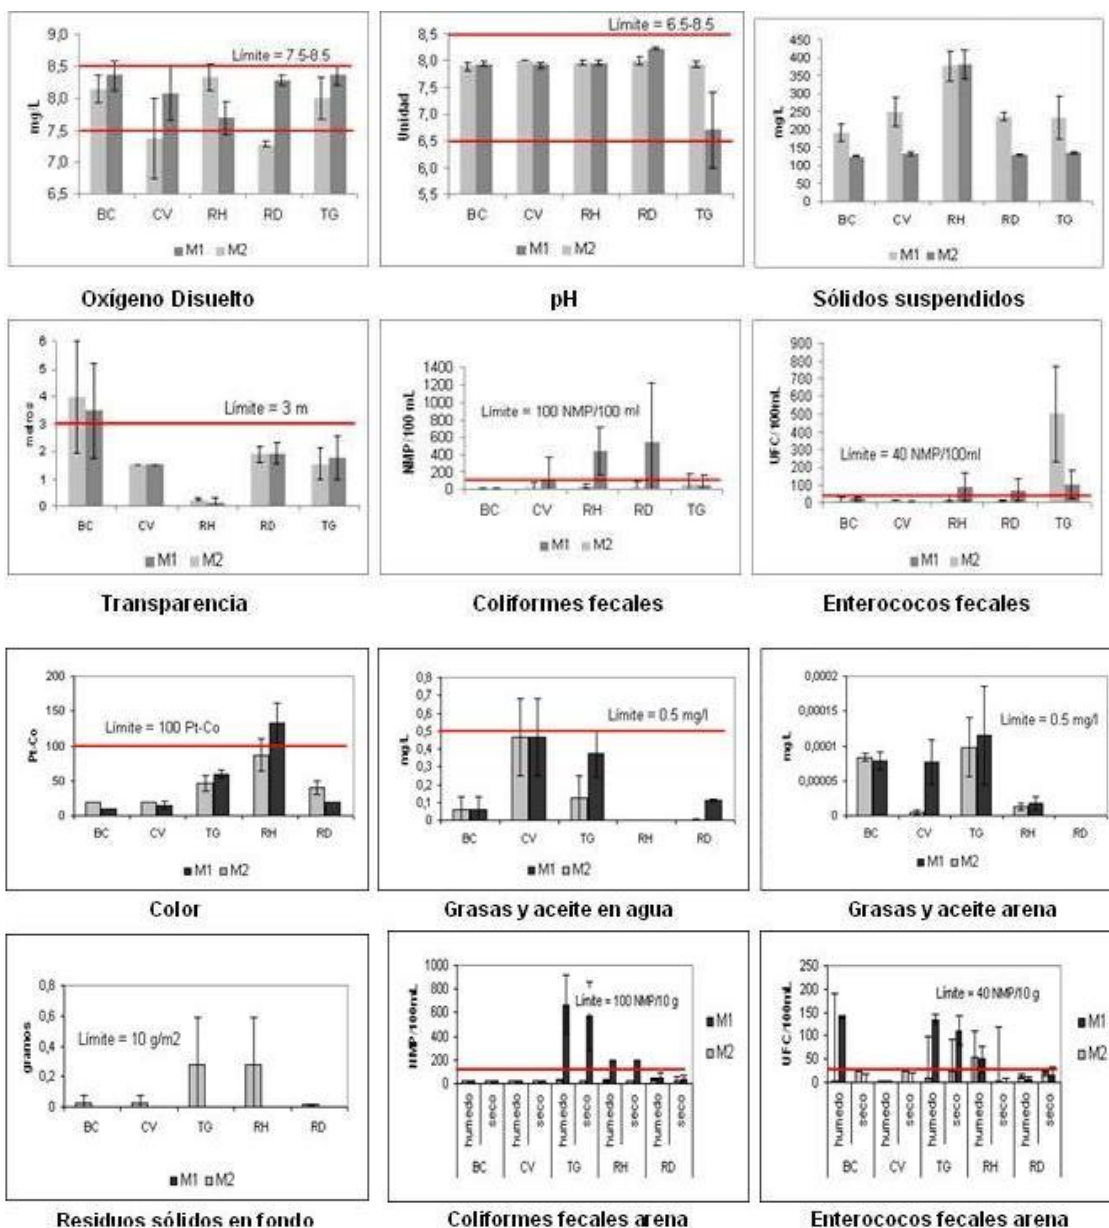 9,0
8,5
8,0
7,5
7,0
6,5
mg/L
Límite = 7.5-8.5
BC CV RH RD TG
M1 M2
Oxígeno Disuelto
8,5
8,0
7,5
7,0
6,5
6,0
5,5
Unidad
Límite = 6.5-8.5
BC CV RH RD TG
M1 M2
pH
450
400
350
300
250
200
150
100
50
0
mg/L
BC CV RH RD TG
M1 M2
Sólidos suspendidos
6
5
4
3
2
1
0
metros
Límite = 3 m
BC CV RH RD TG
M1 M2
Transparencia
1400
1200
1000
800
600
400
200
0
NMP/100 mL
Límite = 100 NMP/100 ml
BC CV RH RD TG
M1 M2
Coliformes fecales
900
800
700
600
500
400
300
200
100
0
UFC/100mL
Límite = 40 NMP/100ml
BC CV RH RD TG
M1 M2
Enterococos fecales
200
150
100
50
0
Pt-Co
Límite = 100 Pt-Co
BC CV TG RH RD
M1 M2
Color
0,8
0,7
0,6
0,5
0,4
0,3
0,2
0,1
0
mg/L
Límite = 0.5 mg/l
BC CV TG RH RD
M1 M2
Grasas y aceite en agua
0,0002
0,00015
0,0001
0,00005
0
mg/L
Límite = 0.5 mg/l
BC CV TG RH RD
M1 M2
Grasas y aceite arena
0,8
0,6
0,4
0,2
0
gramos
Límite = 10 g/m2
BC CV TG RH RD
M1 M2
Residuos sólidos en fondo
1000
800
600
400
200
0
NMP/100mL
Límite = 100 NMP/10 g
M1
M2
humedo seco humedo seco humedo seco humedo seco humedo seco
BC CV TG RH RD
Coliformes fecales arena
250
200
150
100
50
0
UFC/100mL
Límite = 40 NMP/10 g
M1
M2
humedo seco humedo seco humedo seco humedo seco humedo seco
BC CV TG RH RD
Enterococos fecales arena